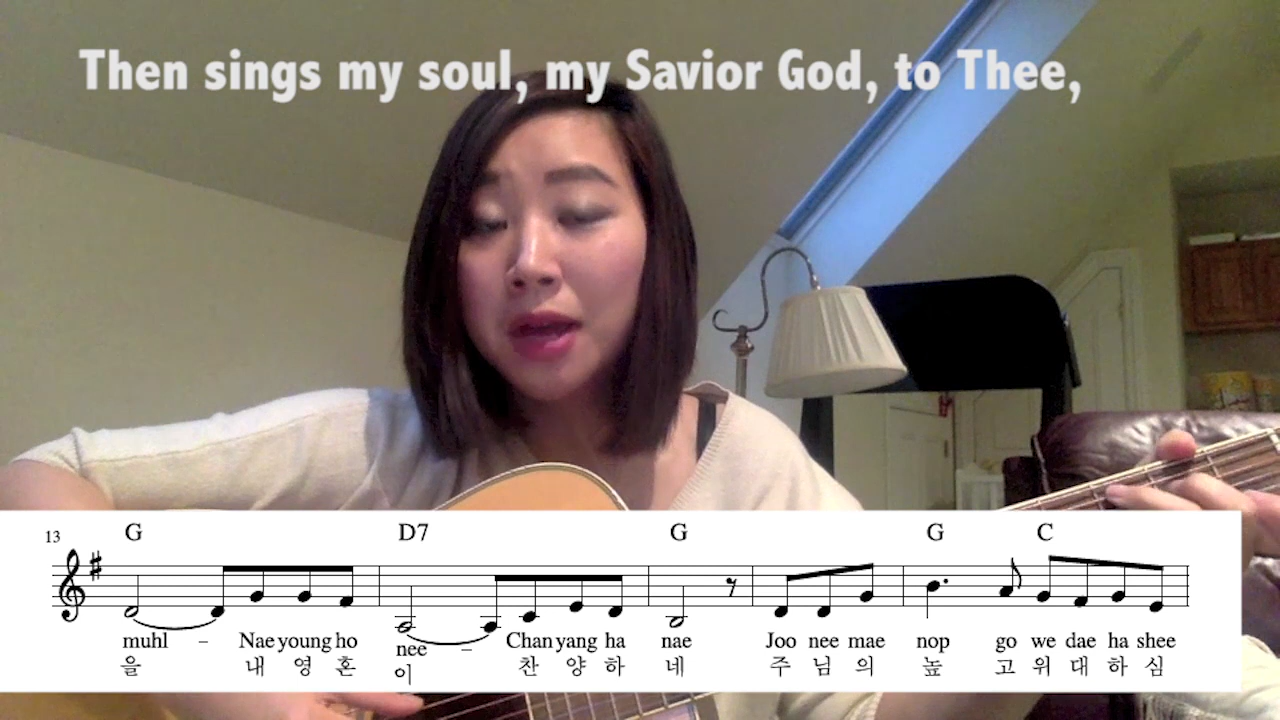 Then sings my soul, my Savior God, to Thee,
G D7 G G C
13
muhl – Nae young ho nee – Chan yang ha nae Joo nee mae nop go we dae ha shee
을 내 영 혼 이 찬 양 하 네 주 님 의 높 고 위 대 하 심